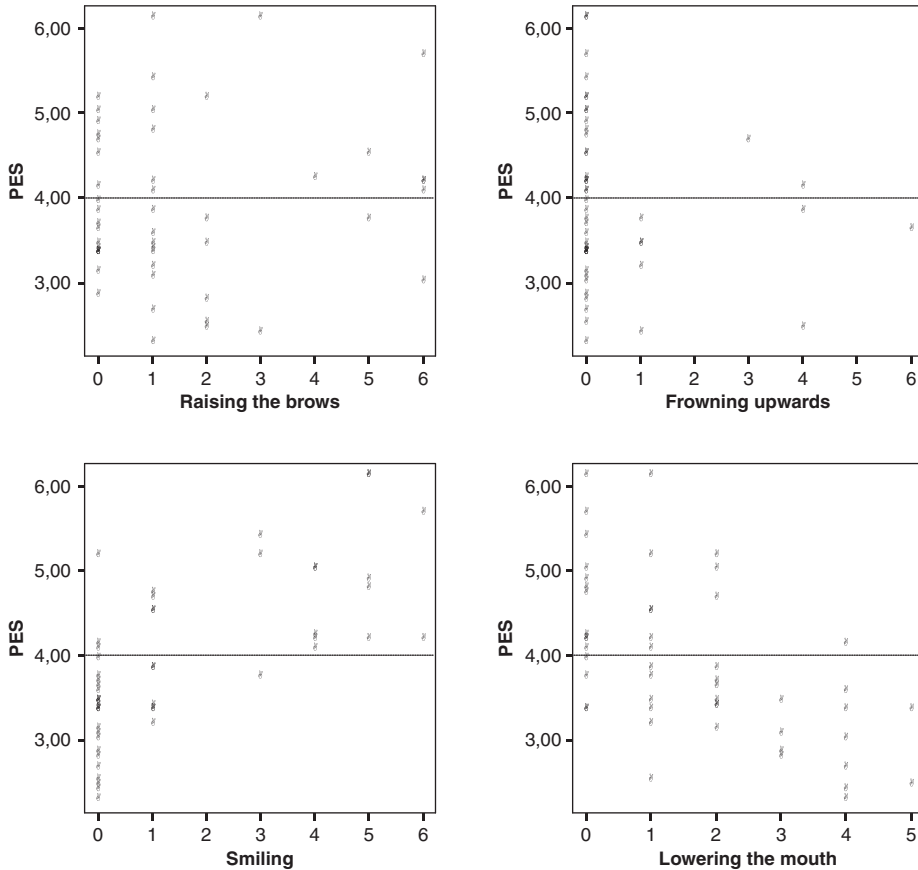 6,00
5,00
4,00
3,00
PES
0 1 2 3 4 5 6
Raising the brows
6,00
5,00
4,00
3,00
PES
0 1 2 3 4 5 6
Frowning upwards
6,00
5,00
4,00
3,00
PES
0 1 2 3 4 5 6
Smiling
6,00
5,00
4,00
3,00
PES
0 1 2 3 4 5
Lowering the mouth